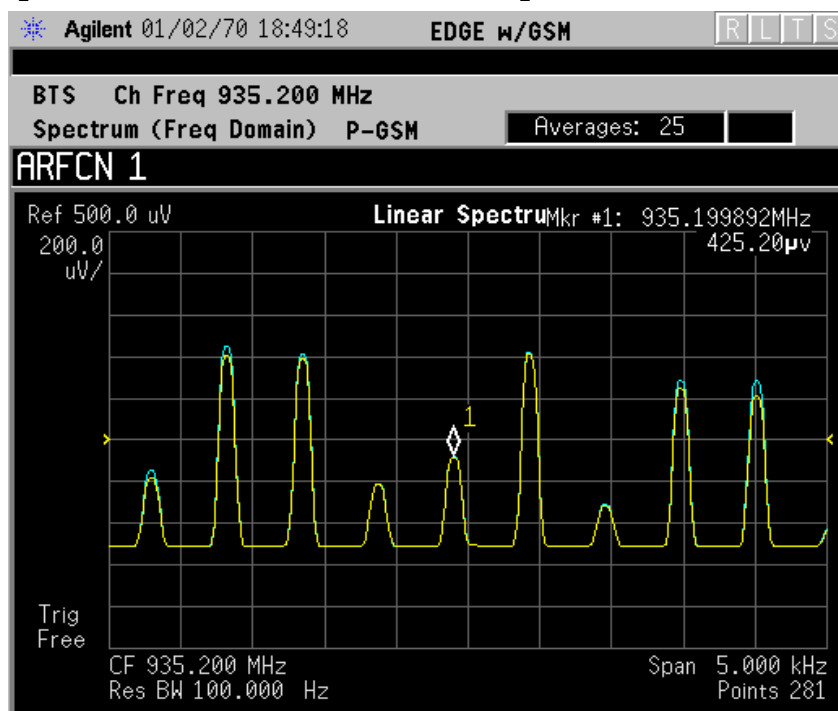 Agilent 01/02/70 18:49:18 EDGE w/GSM R L T S
BTS Ch Freq 935.200 MHz
Spectrum (Freq Domain) P-GSM Averages: 25
ARFCN 1
Ref 500.0 uV Linear Spectru Mkr #1: 935.199892MHz
200.0 425.20µv
uV/
1
Trig
Free
CF 935.200 MHz Span 5.000 kHz
Res BW 100.000 Hz Points 281